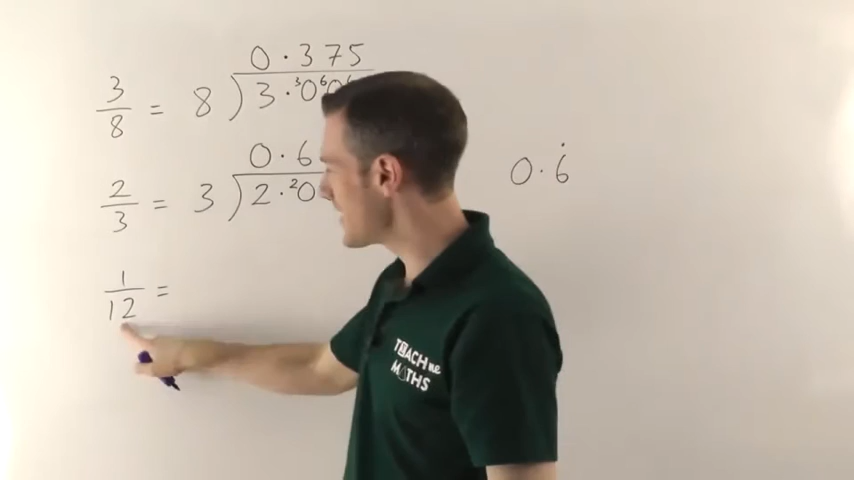 0.375
3/8 = 8)3.³0⁶0
0.6
2/3 = 3)2.²0
0.6̇
1/12 =
TEACH me
MATHS